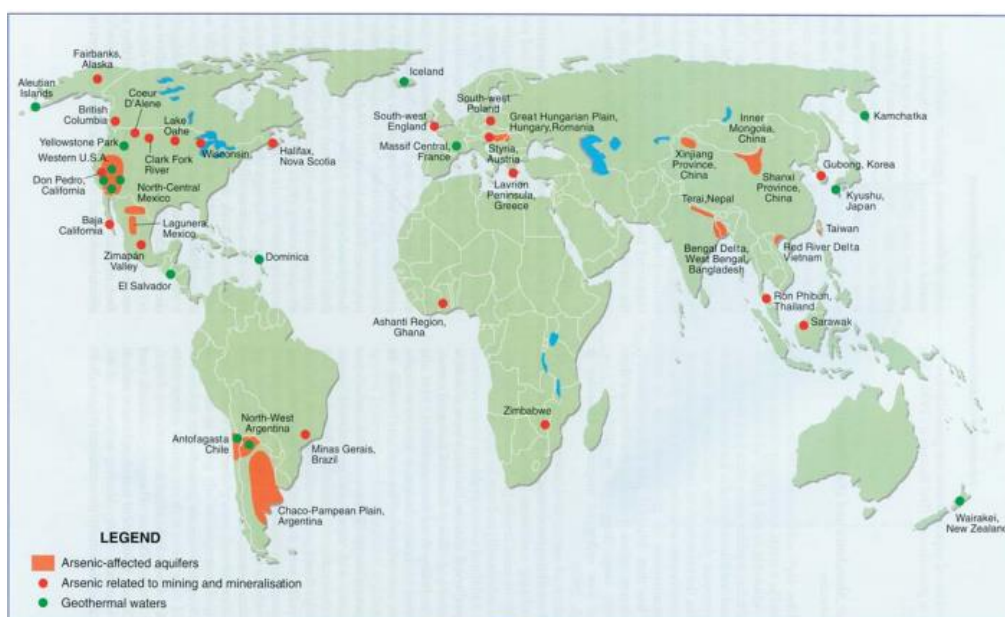 Fairbanks,
Alaska
Aleutian
Islands
Coeur
D'Alene
British
Columbia
Lake
Oahe
Yellowstone Park
Clark Fork
River
Wisconsin,
Halifax,
Nova Scotia
Western U.S.A.
Don Pedro,
California
North-Central
Mexico
Baja
California
Lagunera,
Mexico
Zimapan
Valley
El Salvador
Dominica
Iceland
South-west
Poland
South-west
England
Great Hungarian Plain,
Hungary,Romania
Massif Central,
France
Styria,
Austria
Lavrion
Peninsula,
Greece
Inner
Mongolia,
China
Kamchatka
Xinjiang
Province,
China
Shanxi
Province,
China
Gubong, Korea
Kyushu,
Japan
Terai,Nepal
Taiwan
Bengal Delta,
West Bengal,
Bangladesh
Red River Delta
Vietnam
Ron Phibun,
Thailand
Sarawak
Ashanti Region,
Ghana
Zimbabwe
North-West
Argentina
Antofagasta
Chile
Minas Gerais,
Brazil
Chaco-Pampean Plain,
Argentina
Wairakei,
New Zealand
LEGEND
Arsenic-affected aquifers
Arsenic related to mining and mineralisation
Geothermal waters